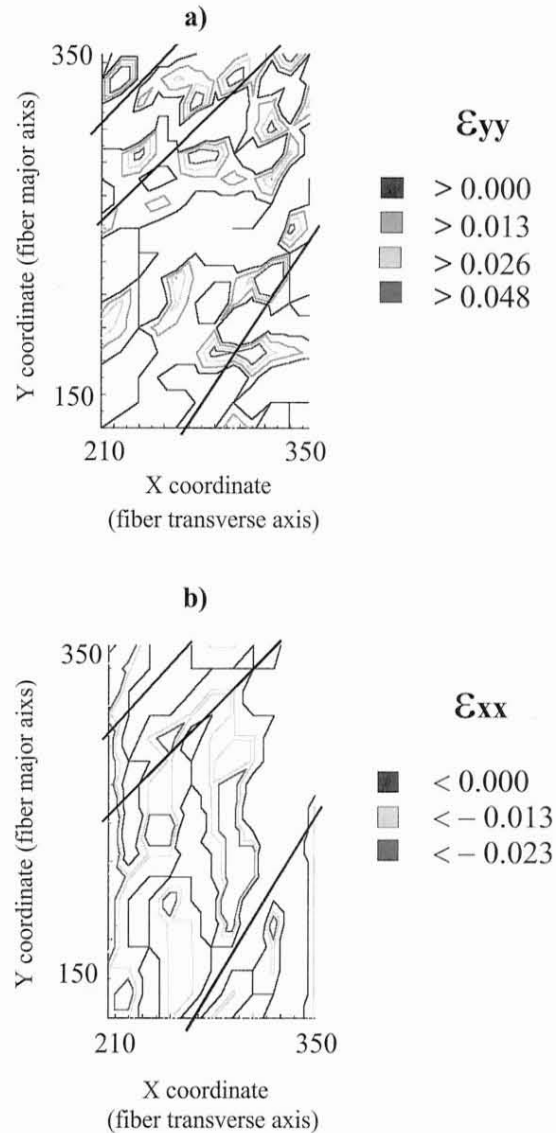 a)
350
Y coordinate (fiber major aixs)
150
210
350
X coordinate
(fiber transverse axis)
εyy
> 0.000
> 0.013
> 0.026
> 0.048
b)
350
Y coordinate (fiber major aixs)
150
210
350
X coordinate
(fiber transverse axis)
εxx
< 0.000
< – 0.013
< – 0.023